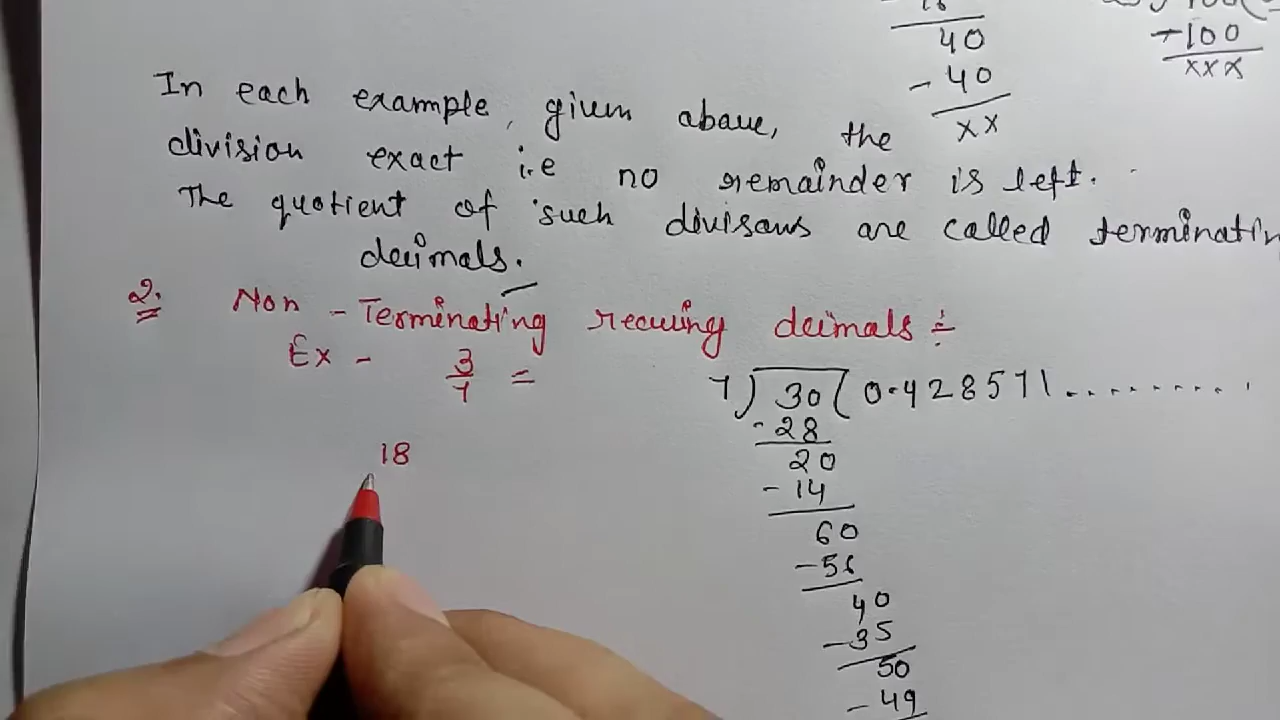 40
- 40
xx
100
100
xxx
In each example, given above, the
division exact i.e no remainder is left.
The quotient of such divisons are called terminatin
decimals.
2. Non - Terminating recuring decimals ÷
Ex - 3/7 =
7) 30 ( 0.428571.........
- 28
20
- 14
60
- 56
40
- 35
50
- 49
18